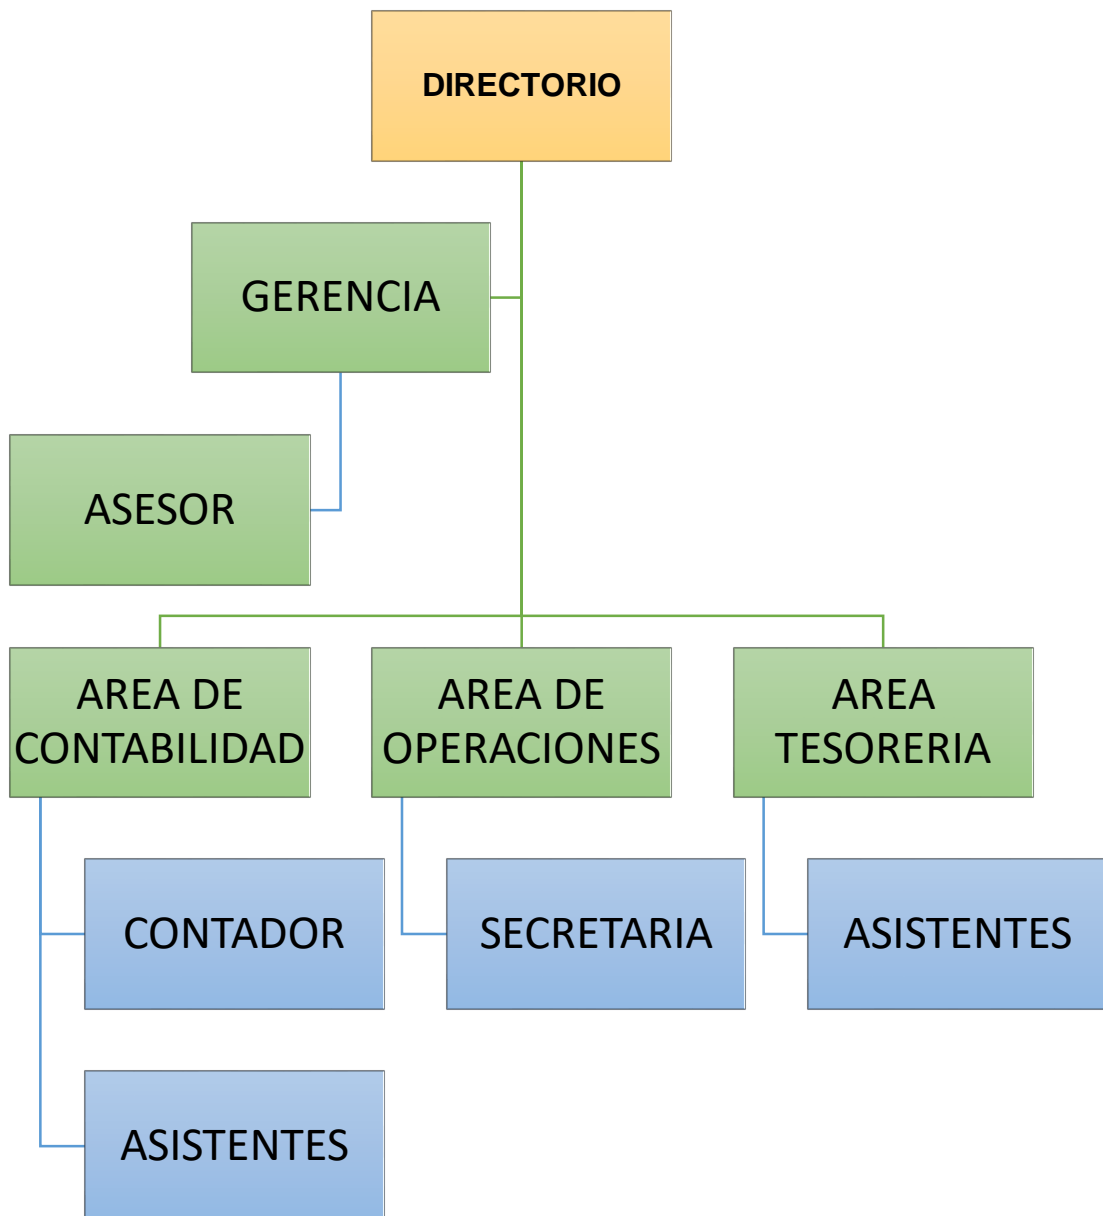 DIRECTORIO
GERENCIA
ASESOR
AREA DE
CONTABILIDAD
AREA DE
OPERACIONES
AREA
TESORERIA
CONTADOR
SECRETARIA
ASISTENTES
ASISTENTES